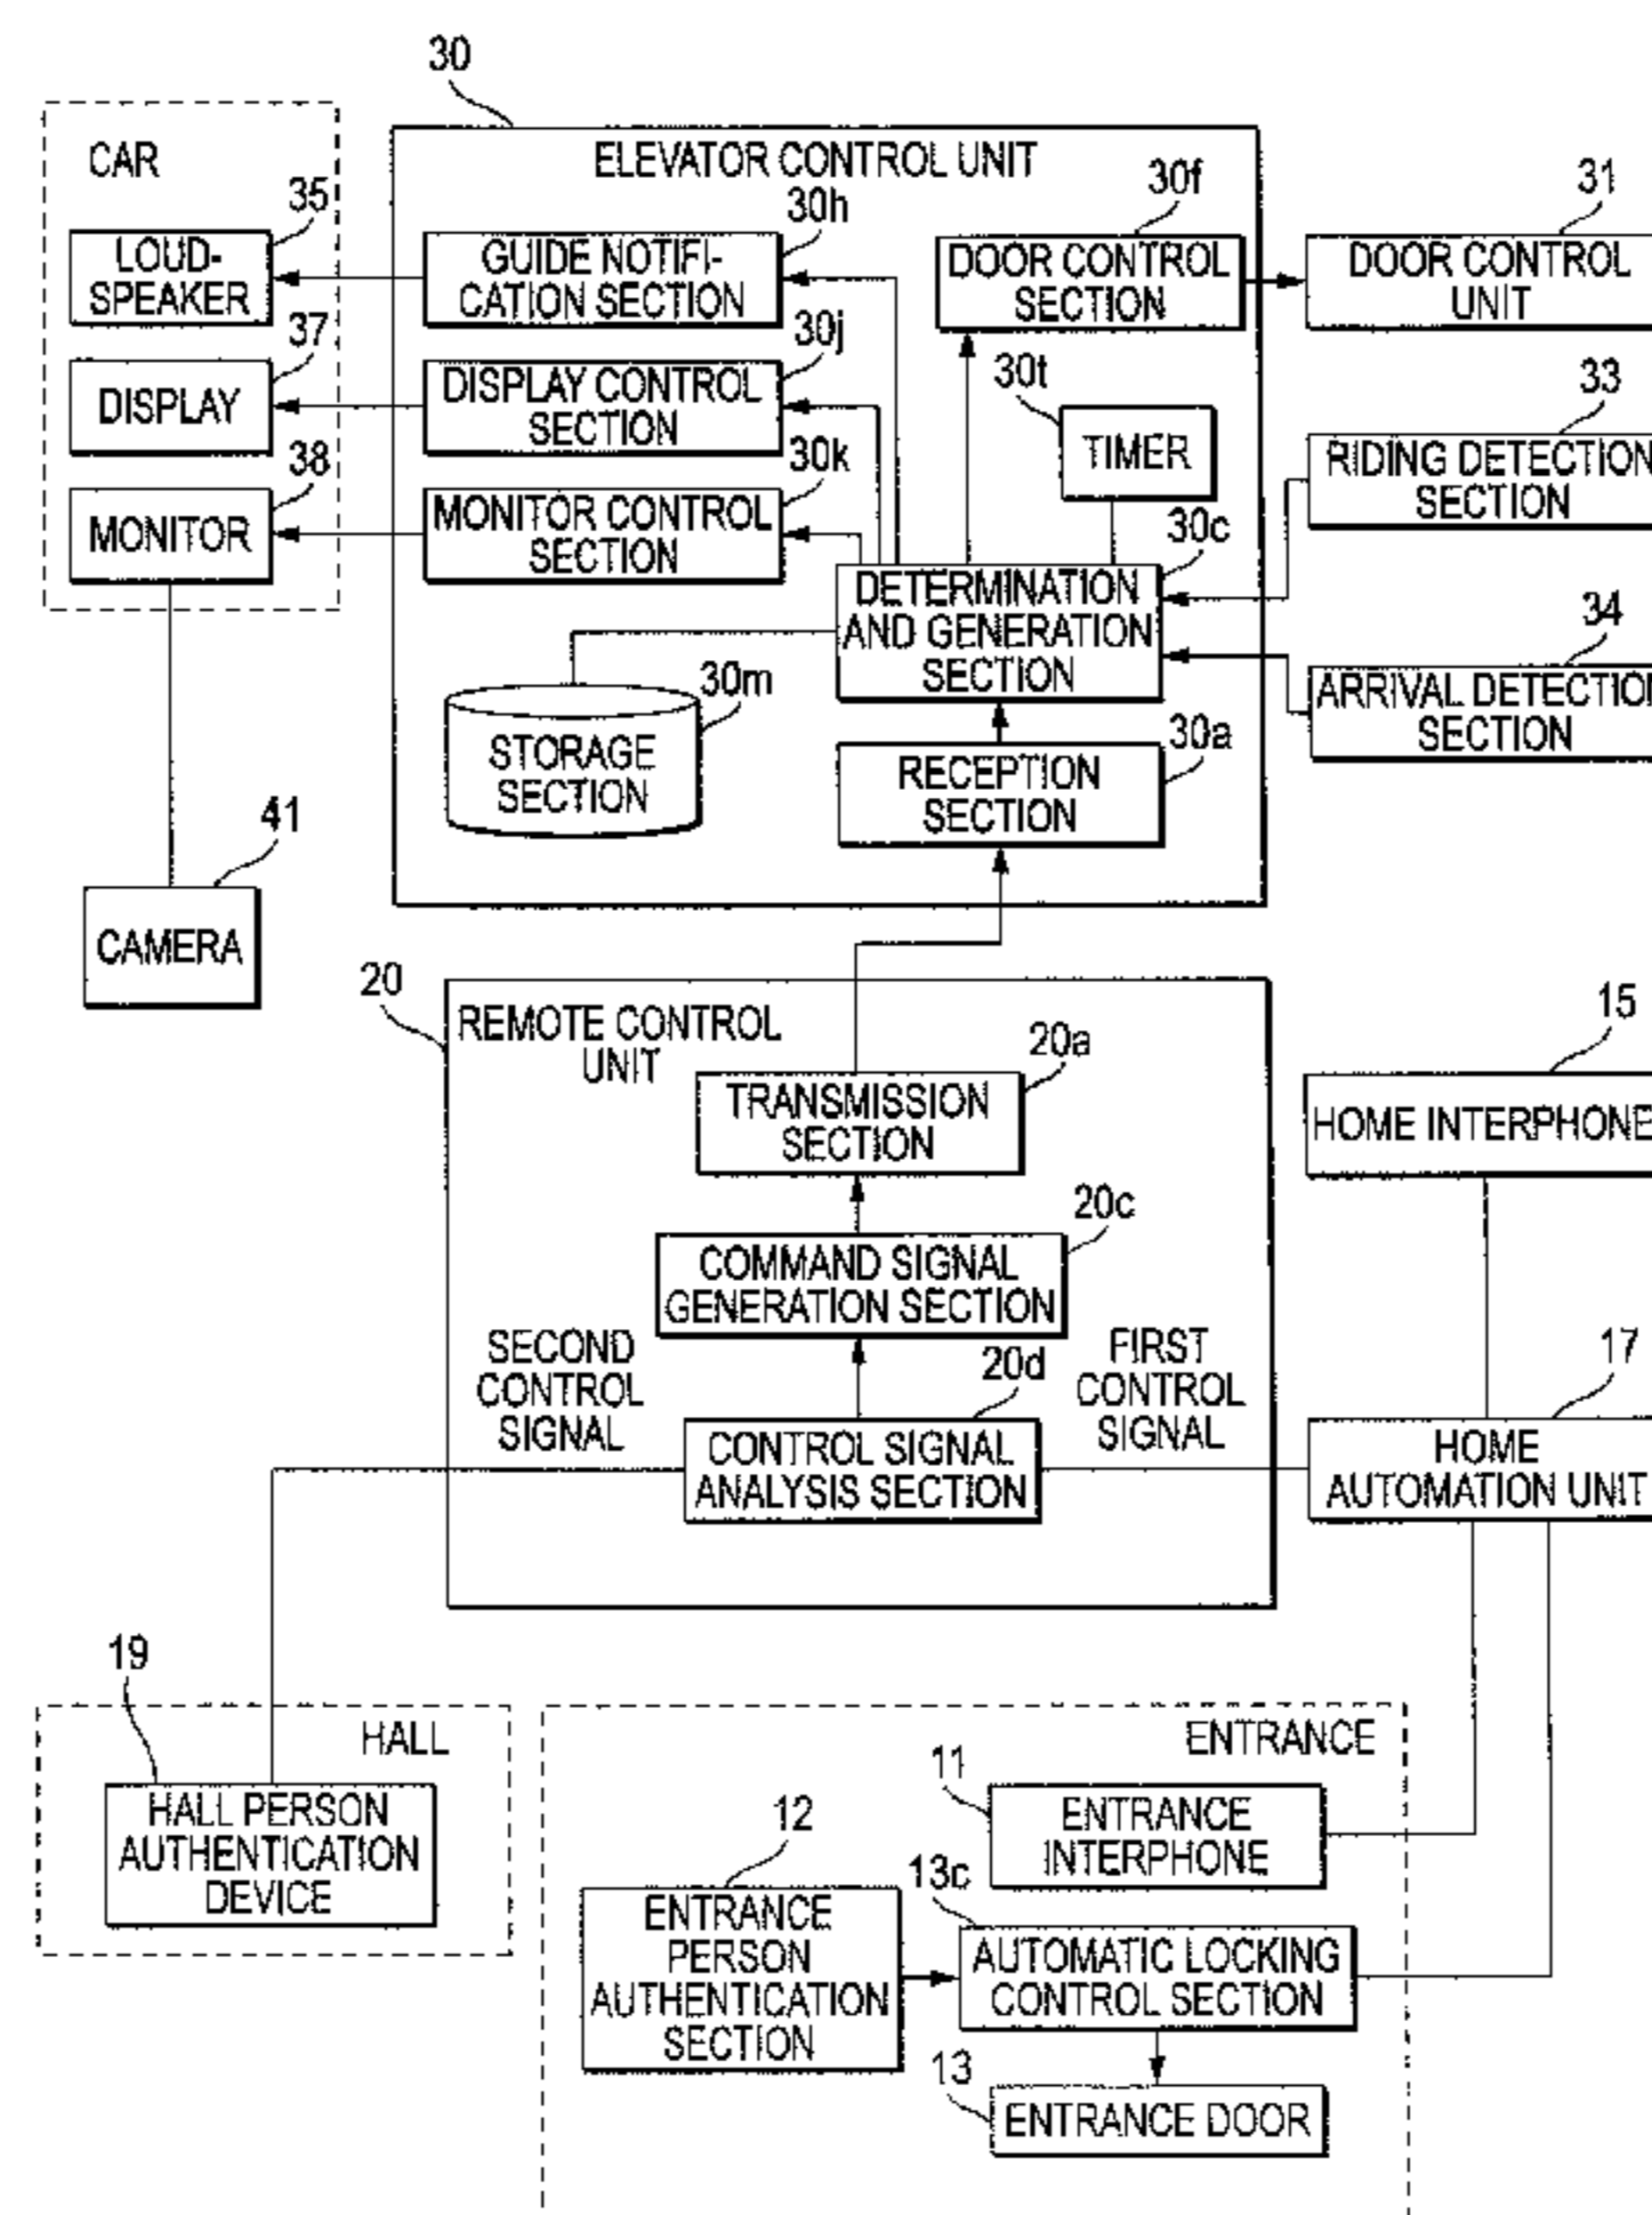 30
CAR
ELEVATOR CONTROL UNIT
35
30h
30f
31
LOUD-
SPEAKER
GUIDE NOTIFI-
CATION SECTION
DOOR CONTROL
SECTION
DOOR CONTROL
UNIT
37
30j
30t
33
DISPLAY
DISPLAY CONTROL
SECTION
TIMER
RIDING DETECTION
SECTION
38
30k
30c
MONITOR
MONITOR CONTROL
SECTION
DETERMINATION
AND GENERATION
SECTION
34
30m
ARRIVAL DETECTION
SECTION
STORAGE
SECTION
30a
RECEPTION
SECTION
41
CAMERA
20
REMOTE CONTROL
UNIT
20a
15
TRANSMISSION
SECTION
HOME INTERPHONE
20c
COMMAND SIGNAL
GENERATION SECTION
SECOND
CONTROL
SIGNAL
20d
FIRST
CONTROL
SIGNAL
17
CONTROL SIGNAL
ANALYSIS SECTION
HOME
AUTOMATION UNIT
19
HALL
ENTRANCE
HALL PERSON
AUTHENTICATION
DEVICE
11
ENTRANCE
INTERPHONE
12
13c
ENTRANCE
PERSON
AUTHENTICATION
SECTION
AUTOMATIC LOCKING
CONTROL SECTION
13
ENTRANCE DOOR